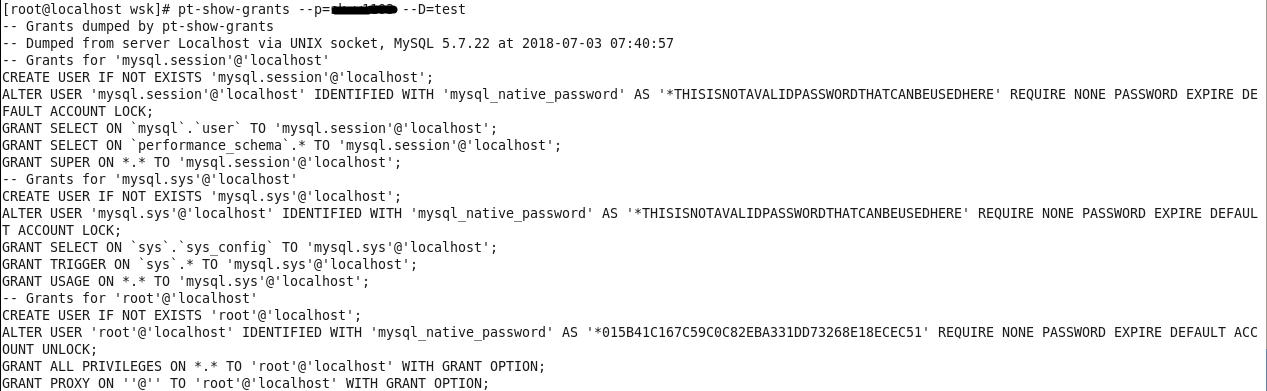 [root@localhost wsk]# pt-show-grants --p= --D=test
-- Grants dumped by pt-show-grants
-- Dumped from server Localhost via UNIX socket, MySQL 5.7.22 at 2018-07-03 07:40:57
-- Grants for 'mysql.session'@'localhost'
CREATE USER IF NOT EXISTS 'mysql.session'@'localhost';
ALTER USER 'mysql.session'@'localhost' IDENTIFIED WITH 'mysql_native_password' AS '*THISISNOTAVALIDPASSWORDTHATCANBEUSEDHERE' REQUIRE NONE PASSWORD EXPIRE DE
FAULT ACCOUNT LOCK;
GRANT SELECT ON `mysql`.`user` TO 'mysql.session'@'localhost';
GRANT SELECT ON `performance_schema`.* TO 'mysql.session'@'localhost';
GRANT SUPER ON *.* TO 'mysql.session'@'localhost';
-- Grants for 'mysql.sys'@'localhost'
CREATE USER IF NOT EXISTS 'mysql.sys'@'localhost';
ALTER USER 'mysql.sys'@'localhost' IDENTIFIED WITH 'mysql_native_password' AS '*THISISNOTAVALIDPASSWORDTHATCANBEUSEDHERE' REQUIRE NONE PASSWORD EXPIRE DEFAUL
T ACCOUNT LOCK;
GRANT SELECT ON `sys`.`sys_config` TO 'mysql.sys'@'localhost';
GRANT TRIGGER ON `sys`.* TO 'mysql.sys'@'localhost';
GRANT USAGE ON *.* TO 'mysql.sys'@'localhost';
-- Grants for 'root'@'localhost'
CREATE USER IF NOT EXISTS 'root'@'localhost';
ALTER USER 'root'@'localhost' IDENTIFIED WITH 'mysql_native_password' AS '*015B41C167C59C0C82EBA331DD73268E18ECEC51' REQUIRE NONE PASSWORD EXPIRE DEFAULT ACC
OUNT UNLOCK;
GRANT ALL PRIVILEGES ON *.* TO 'root'@'localhost' WITH GRANT OPTION;
GRANT PROXY ON ''@'' TO 'root'@'localhost' WITH GRANT OPTION;